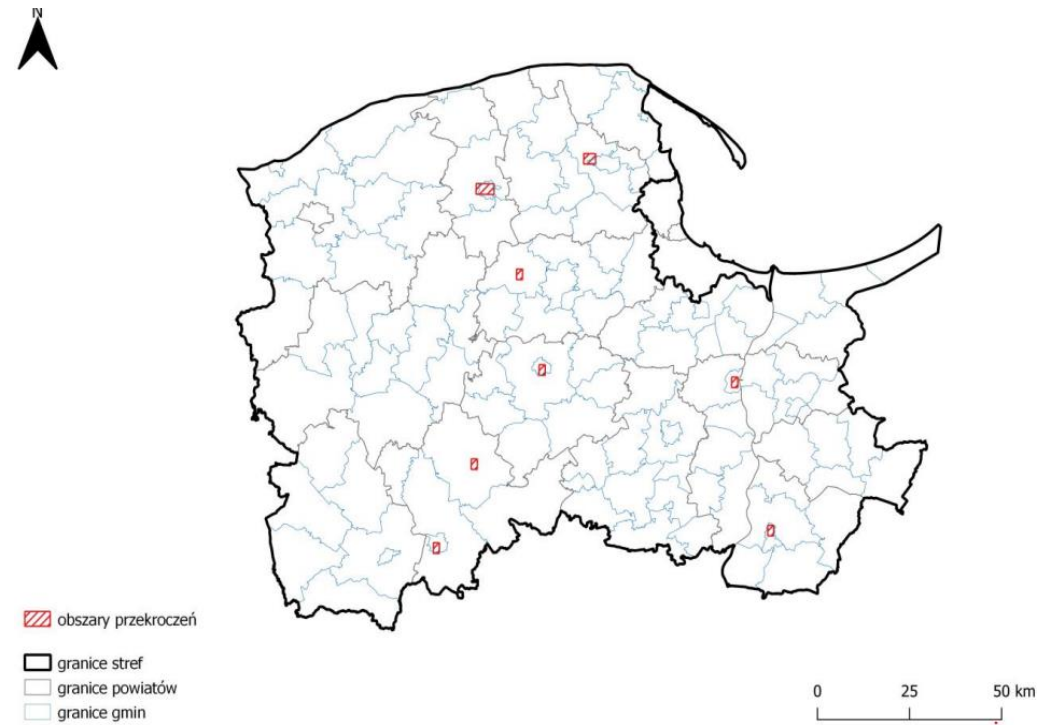 N
obszary przekroczeń
granice stref
granice powiatów
granice gmin
0 25 50 km